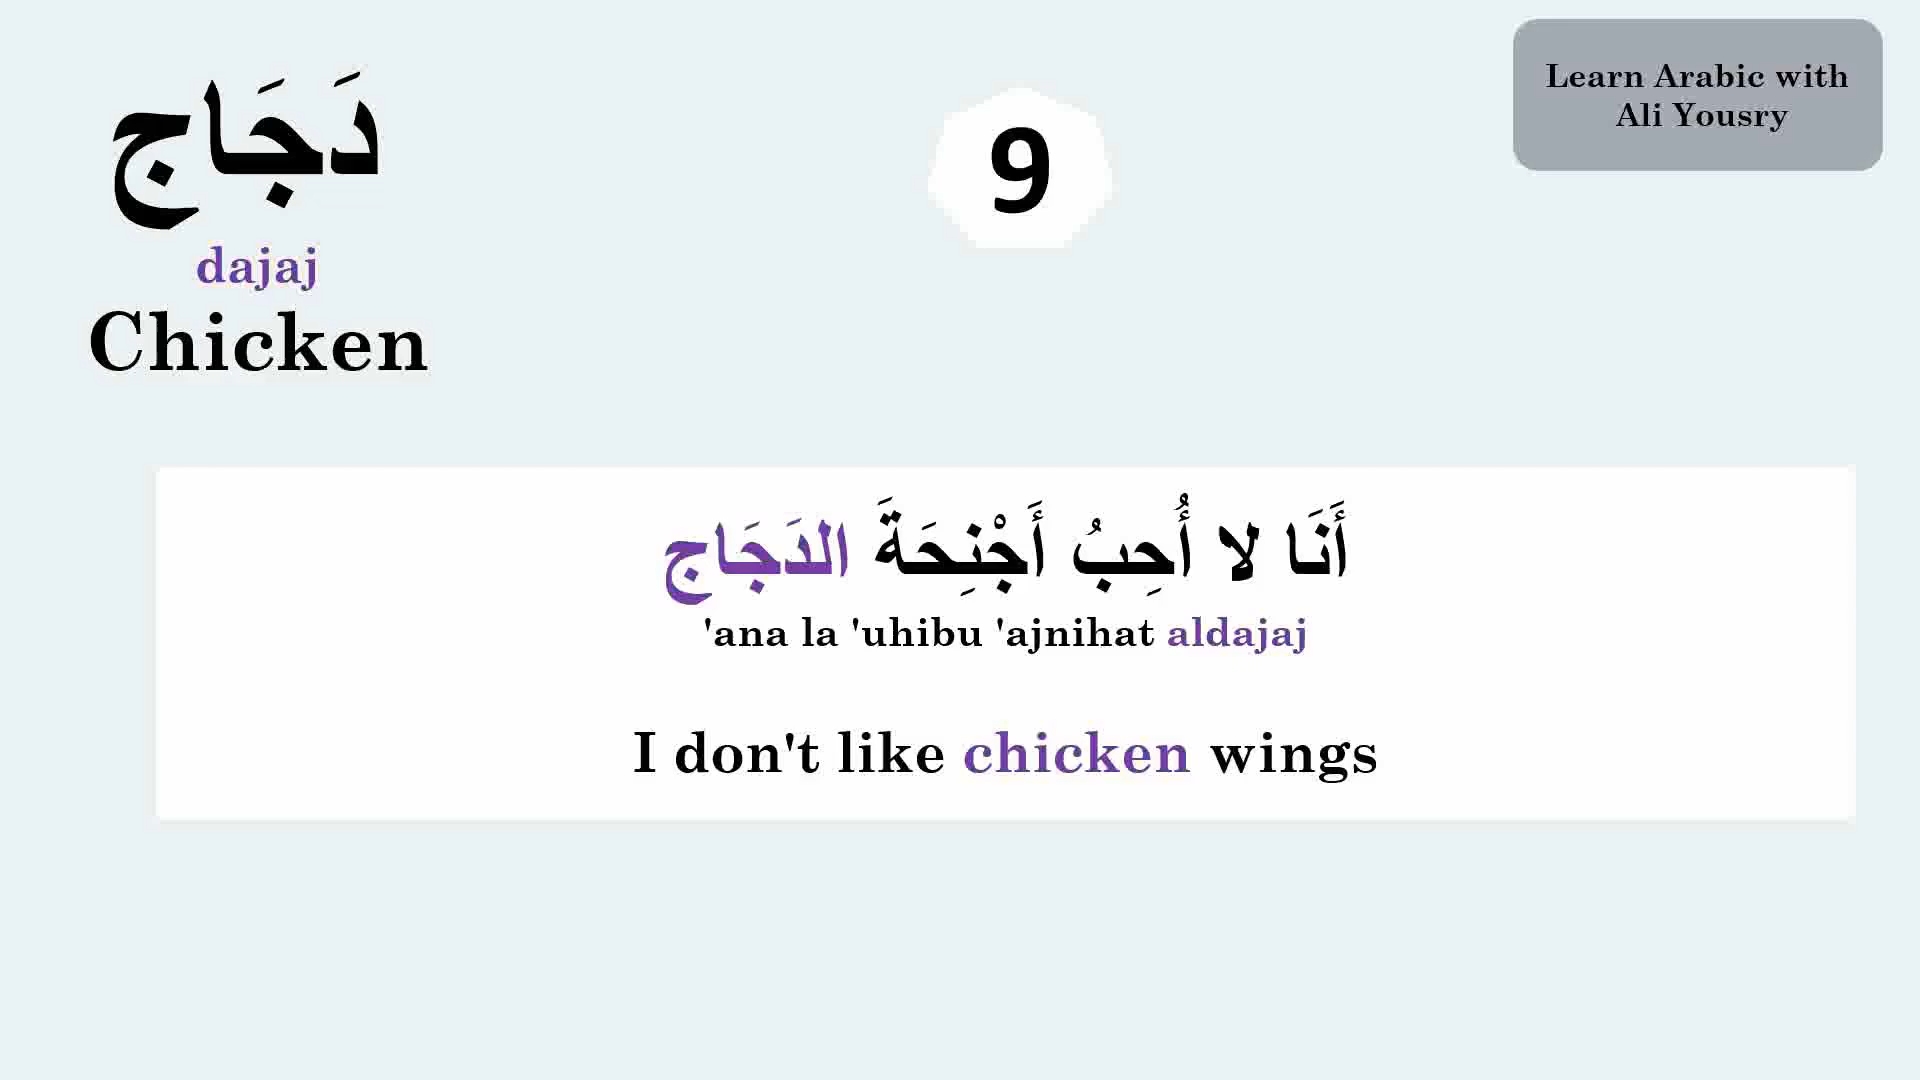 دَجَاج
dajaj
Chicken
9
Learn Arabic with
Ali Yousry
أَنَا لا أُحِبُ أَجْنِحَةَ الدَجَاج
'ana la 'uhibu 'ajnihat aldajaj
I don't like chicken wings